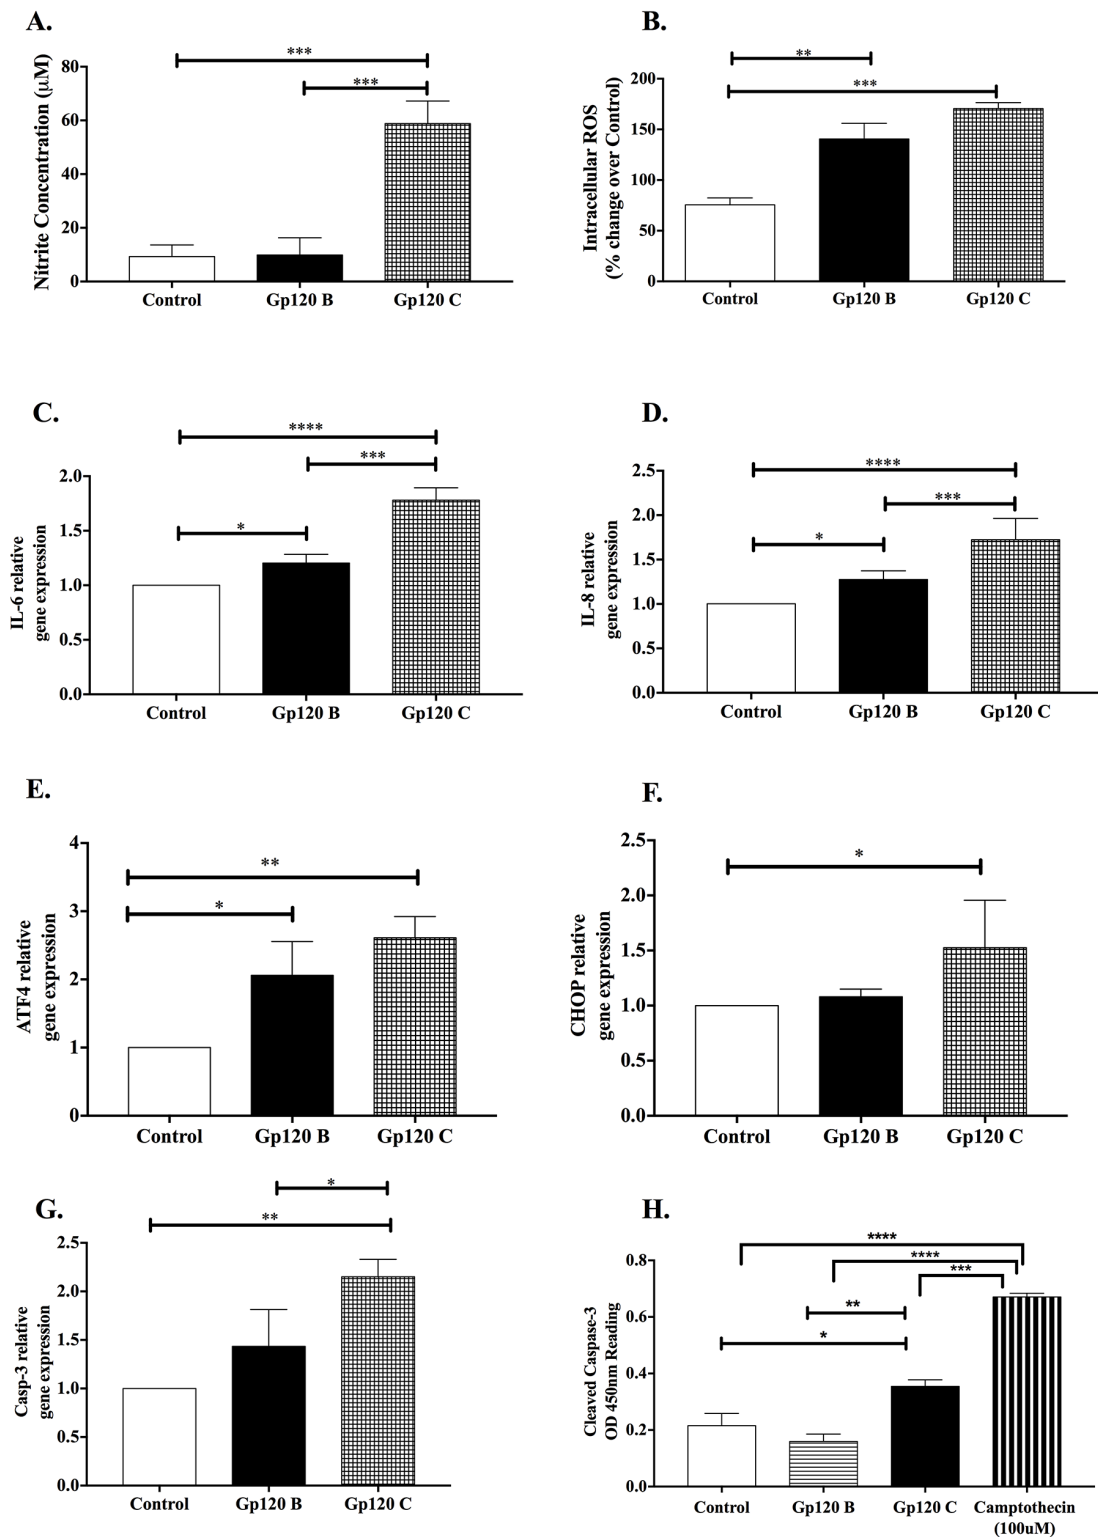 A.
***
***
Nitrite Concentration (µM)
80
60
40
20
0
Control
Gp120 B
Gp120 C
B.
**
***
Intracellular ROS
(% change over Control)
200
150
100
50
0
Control
Gp120 B
Gp120 C
C.
****
***
*
IL-6 relative
gene expression
2.0
1.5
1.0
0.5
0.0
Control
Gp120 B
Gp120 C
D.
****
***
*
IL-8 relative
gene expression
2.5
2.0
1.5
1.0
0.5
0.0
Control
Gp120 B
Gp120 C
E.
**
*
ATF4 relative
gene expression
4
3
2
1
0
Control
Gp120 B
Gp120 C
F.
*
CHOP relative
gene expression
2.5
2.0
1.5
1.0
0.5
0.0
Control
Gp120 B
Gp120 C
G.
*
**
Casp-3 relative
gene expression
2.5
2.0
1.5
1.0
0.5
0.0
Control
Gp120 B
Gp120 C
H.
****
****
***
**
*
Cleaved Caspase-3
OD 450nm Reading
0.8
0.6
0.4
0.2
0.0
Control
Gp120 B
Gp120 C
Camptothecin
(100uM)